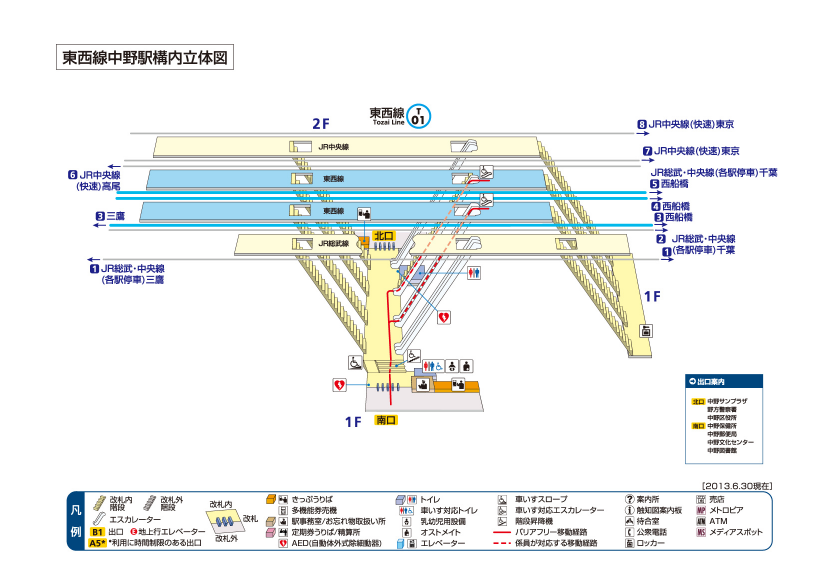 東西線中野駅構内立体図
東西線
Tozai Line
T
01
2F
8 JR中央線(快速)東京
JR中央線
7 JR中央線(快速)東京
6 JR中央線
(快速)高尾
東西線
JR総武・中央線(各駅停車)千葉
5 西船橋
東西線
4 西船橋
3 三鷹
3 西船橋
北口
JR総武線
2 JR総武・中央線
1 (各駅停車)千葉
1 JR総武・中央線
(各駅停車)三鷹
1F
1F
南口
出口案内
北口 中野サンプラザ
野方警察署
中野区役所
南口 中野保健所
中野郵便局
中野文化センター
中野図書館
[2013.6.30現在]
凡例
改札内
階段
改札外
階段
エスカレーター
B1 出口 E 地上行エレベーター
A5* *利用に時間制限のある出口
改札内
改札
改札外
きっぷうりば
多機能券売機
駅事務室/お忘れ物取扱い所
定期券うりば/精算所
AED(自動体外式除細動器)
トイレ
車いす対応トイレ
乳幼児用設備
オストメイト
エレベーター
車いすスロープ
車いす対応エスカレーター
階段昇降機
バリアフリー移動経路
係員が対応する移動経路
案内所
触知図案内板
待合室
公衆電話
ロッカー
売店
MP メトロピア
ATM ATM
MS メディアスポット